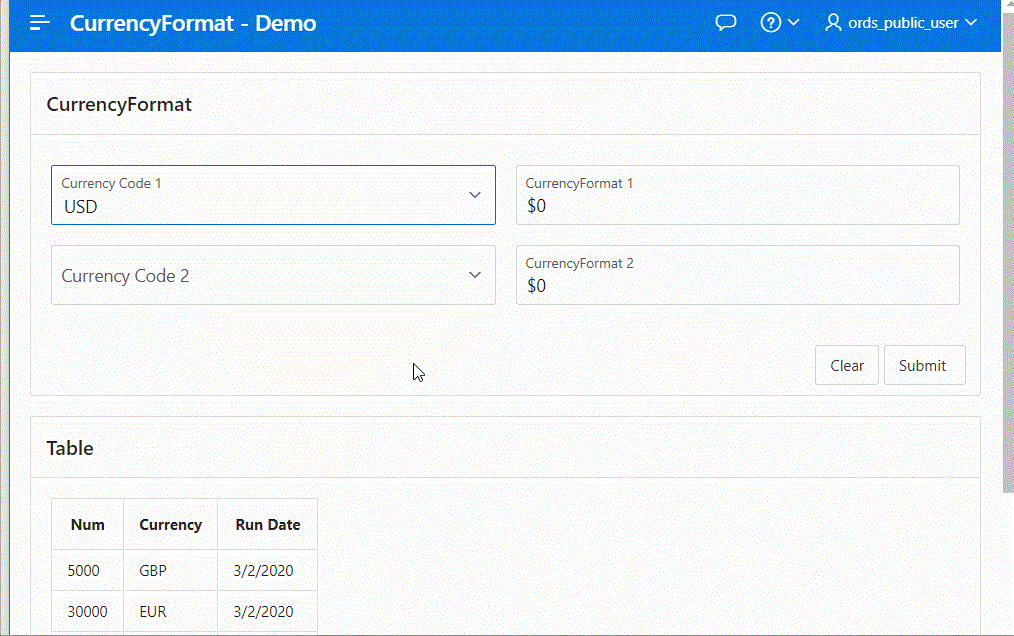 CurrencyFormat - Demo
ords_public_user
CurrencyFormat
Currency Code 1
USD
CurrencyFormat 1
$0
Currency Code 2
CurrencyFormat 2
$0
Clear
Submit
Table
Num Currency Run Date
5000 GBP 3/2/2020
30000 EUR 3/2/2020